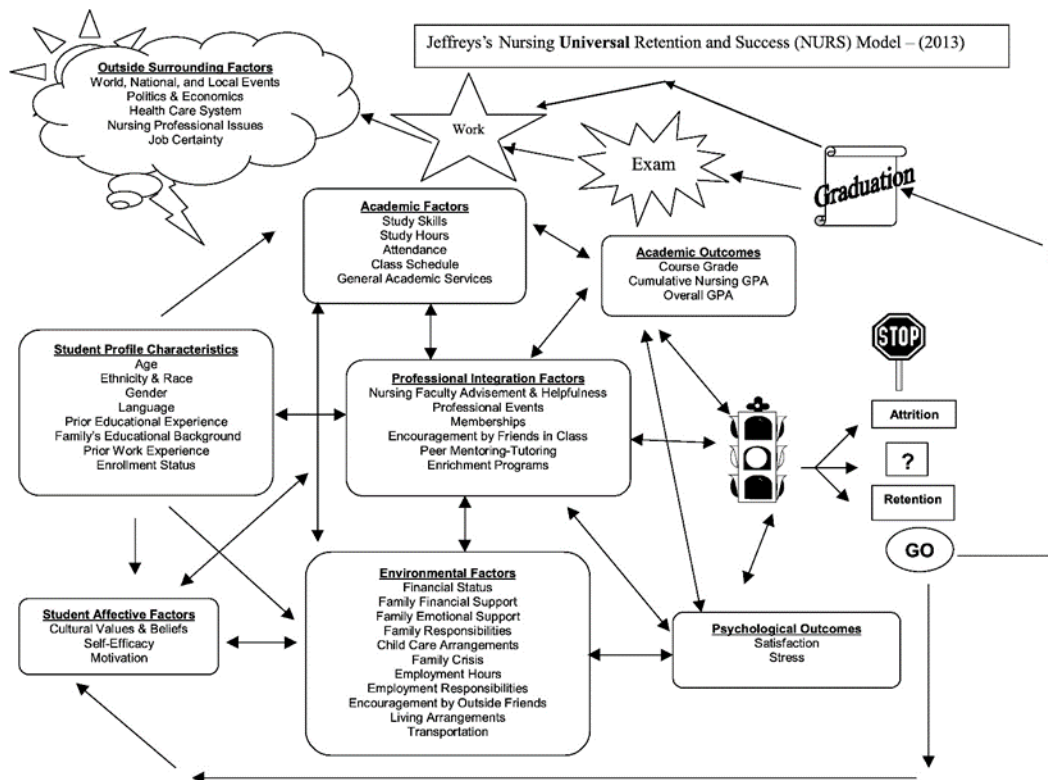 Jeffreys's Nursing Universal Retention and Success (NURS) Model – (2013)
Outside Surrounding Factors
World, National, and Local Events
Politics & Economics
Health Care System
Nursing Professional Issues
Job Certainty
Work
Exam
Graduation
Academic Factors
Study Skills
Study Hours
Attendance
Class Schedule
General Academic Services
Academic Outcomes
Course Grade
Cumulative Nursing GPA
Overall GPA
Student Profile Characteristics
Age
Ethnicity & Race
Gender
Language
Prior Educational Experience
Family's Educational Background
Prior Work Experience
Enrollment Status
Professional Integration Factors
Nursing Faculty Advisement & Helpfulness
Professional Events
Memberships
Encouragement by Friends in Class
Peer Mentoring-Tutoring
Enrichment Programs
STOP
Attrition
?
Retention
GO
Student Affective Factors
Cultural Values & Beliefs
Self-Efficacy
Motivation
Environmental Factors
Financial Status
Family Financial Support
Family Emotional Support
Family Responsibilities
Child Care Arrangements
Family Crisis
Employment Hours
Employment Responsibilities
Encouragement by Outside Friends
Living Arrangements
Transportation
Psychological Outcomes
Satisfaction
Stress